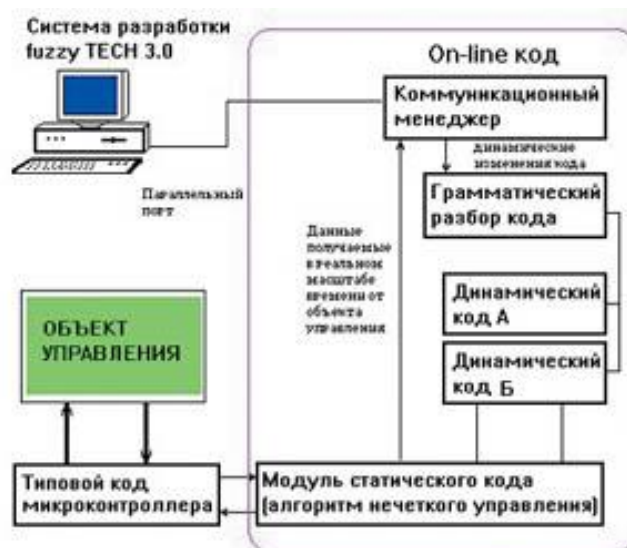 Система разработки
fuzzy TECH 3.0
On-line код
Коммуникационный
менеджер
динамические
изменения кода
Параллельный
порт
Грамматический
разбор кода
Данные
получаемые
в реальном
масштабе
времени от
объекта
управления
Динамический
код А
ОБЪЕКТ
УПРАВЛЕНИЯ
Динамический
код Б
Типовой код
микроконтроллера
Модуль статического кода
(алгоритм нечеткого управления)